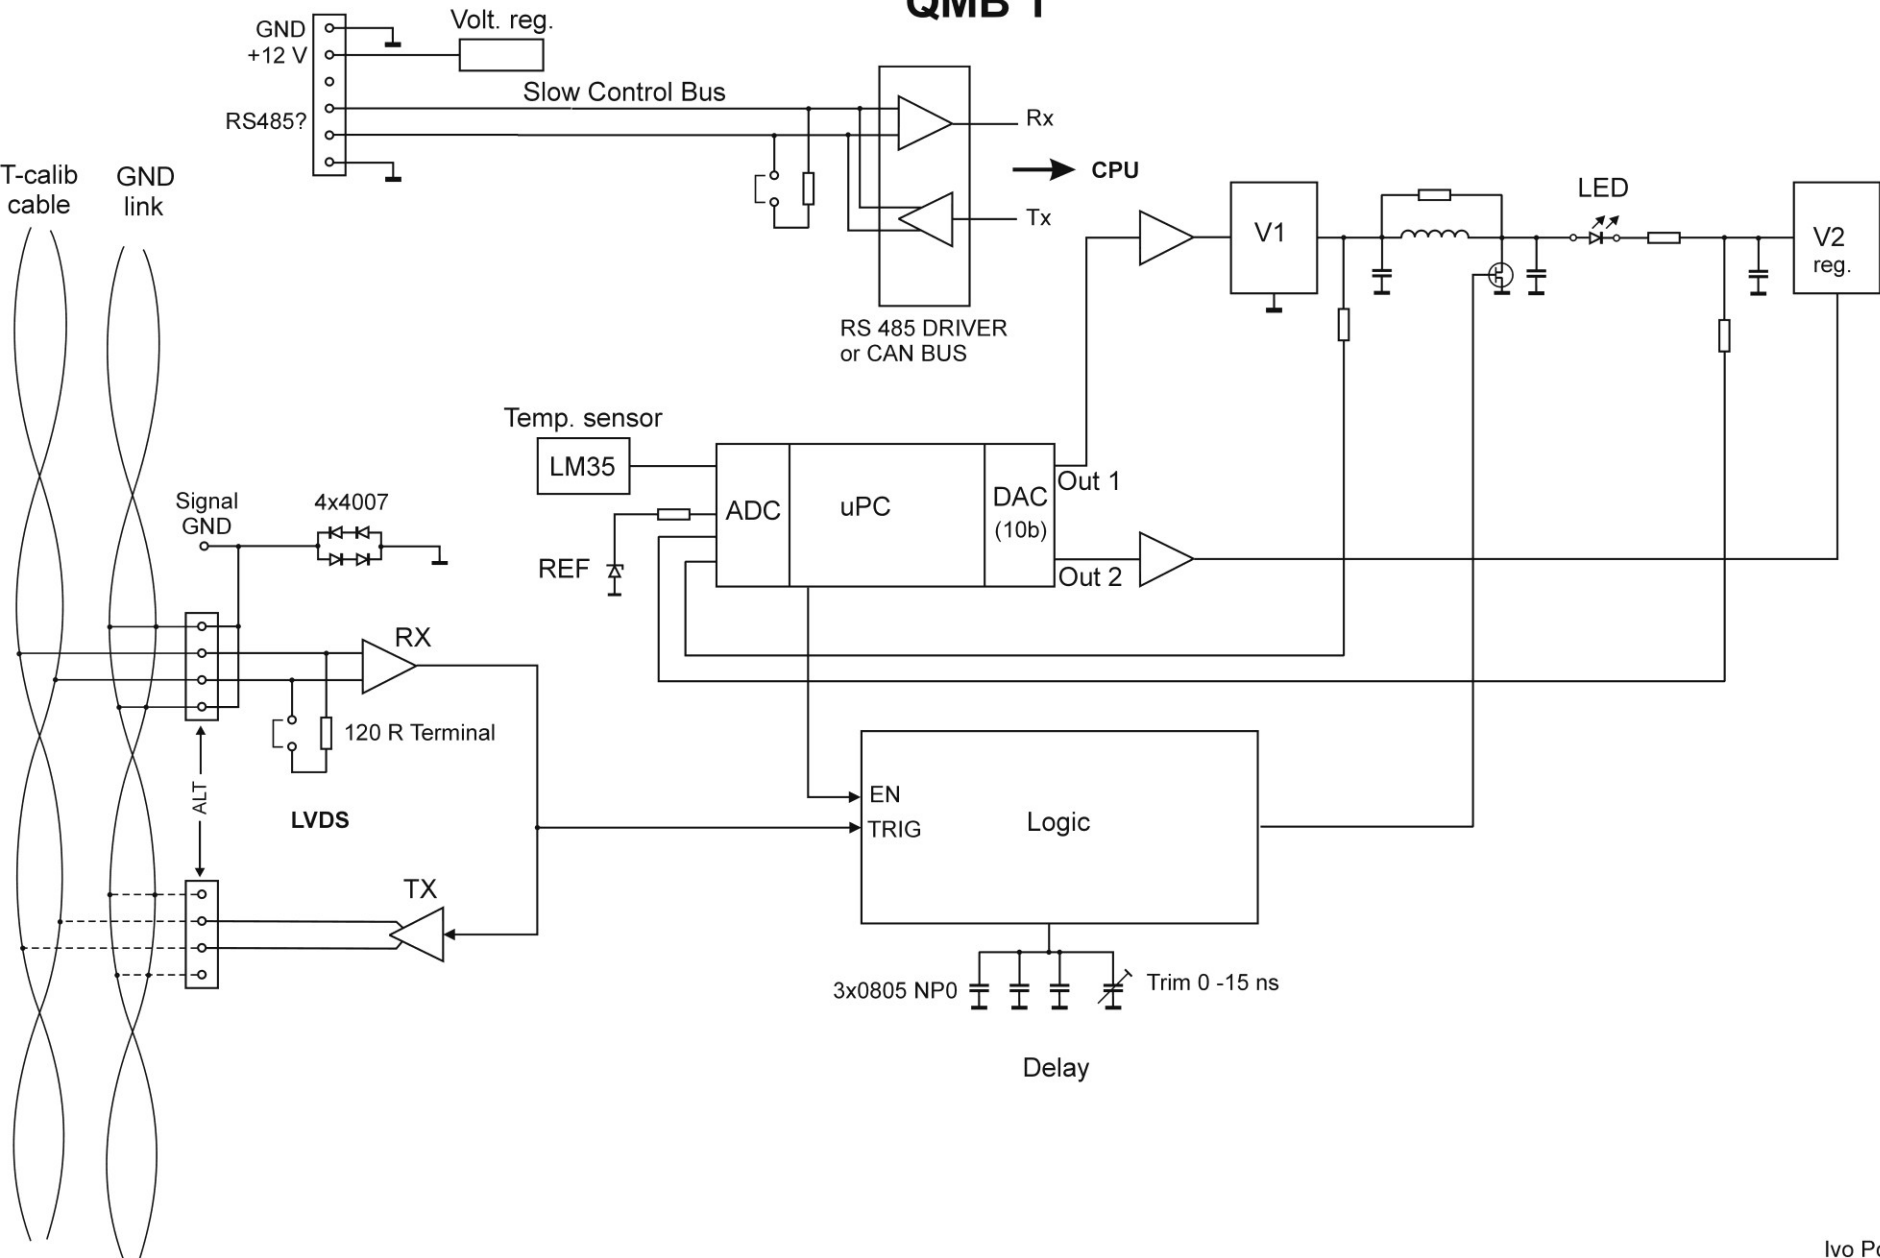 QMB 1
GND
+12 V
Volt. reg.
Slow Control Bus
RS485?
Rx
CPU
Tx
RS 485 DRIVER
or CAN BUS
T-calib
cable
GND
link
V1
LED
V2
reg.
Temp. sensor
LM35
ADC
uPC
DAC
(10b)
Out 1
Out 2
REF
Signal
GND
4x4007
RX
120 R Terminal
ALT
LVDS
TX
EN
TRIG
Logic
3x0805 NP0
Trim 0 -15 ns
Delay
Ivo